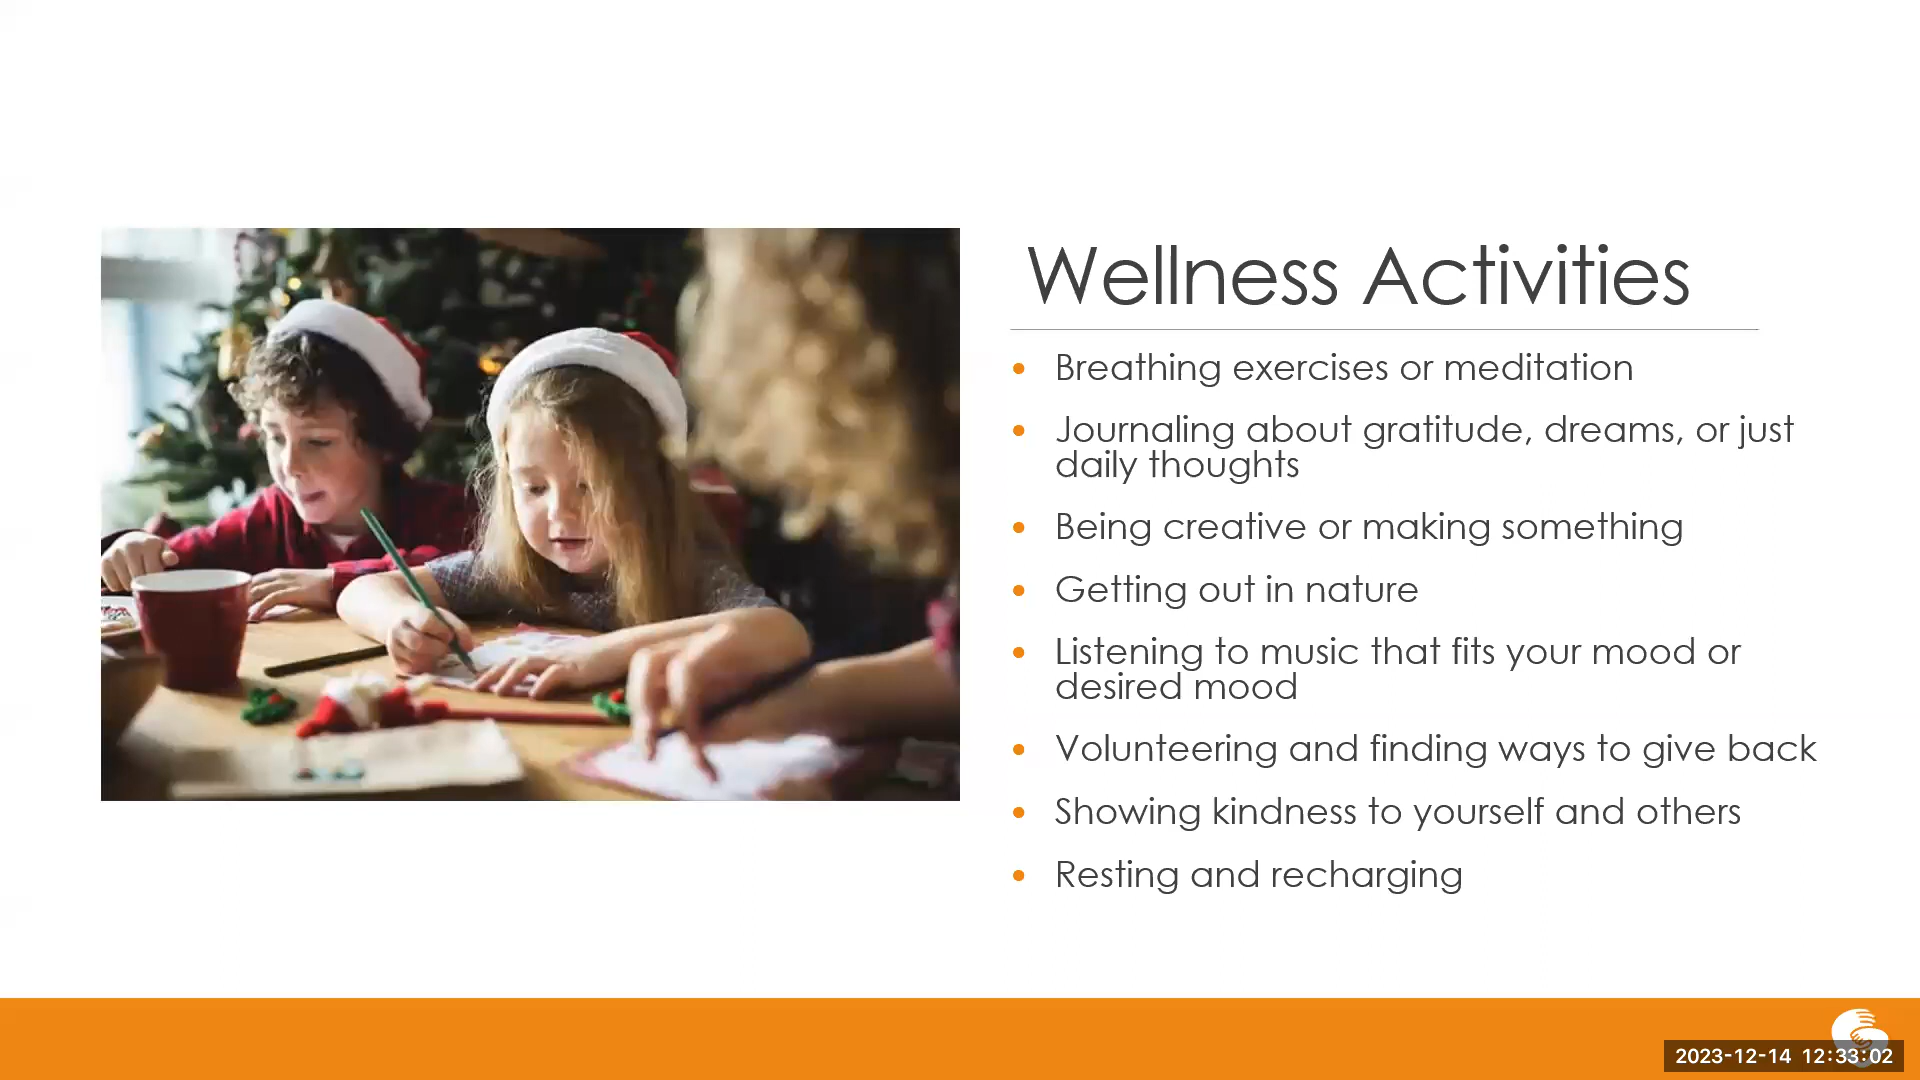 Wellness Activities
• Breathing exercises or meditation
• Journaling about gratitude, dreams, or just
daily thoughts
• Being creative or making something
• Getting out in nature
• Listening to music that fits your mood or
desired mood
• Volunteering and finding ways to give back
• Showing kindness to yourself and others
• Resting and recharging
2023-12-14 12:33:02